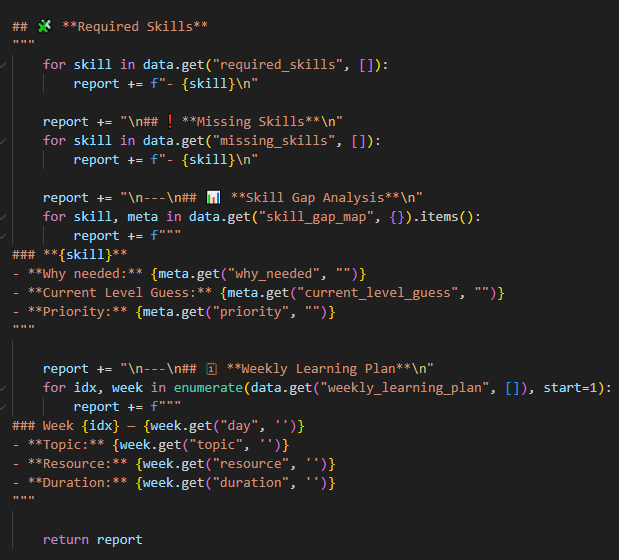 ## 🧩 **Required Skills**
"""
    for skill in data.get("required_skills", []):
        report += f"- {skill}\n"

    report += "\n## ❗ **Missing Skills**\n"
    for skill in data.get("missing_skills", []):
        report += f"- {skill}\n"

    report += "\n---\n## 📊 **Skill Gap Analysis**\n"
    for skill, meta in data.get("skill_gap_map", {}).items():
        report += f"""
### **{skill}**
- **Why needed:** {meta.get("why_needed", "")}
- **Current Level Guess:** {meta.get("current_level_guess", "")}
- **Priority:** {meta.get("priority", "")}
"""

    report += "\n---\n## 🗓 **Weekly Learning Plan**\n"
    for idx, week in enumerate(data.get("weekly_learning_plan", []), start=1):
        report += f"""
### Week {idx} — {week.get("day", '')}
- **Topic:** {week.get("topic", '')}
- **Resource:** {week.get("resource", '')}
- **Duration:** {week.get("duration", '')}
"""

    return report